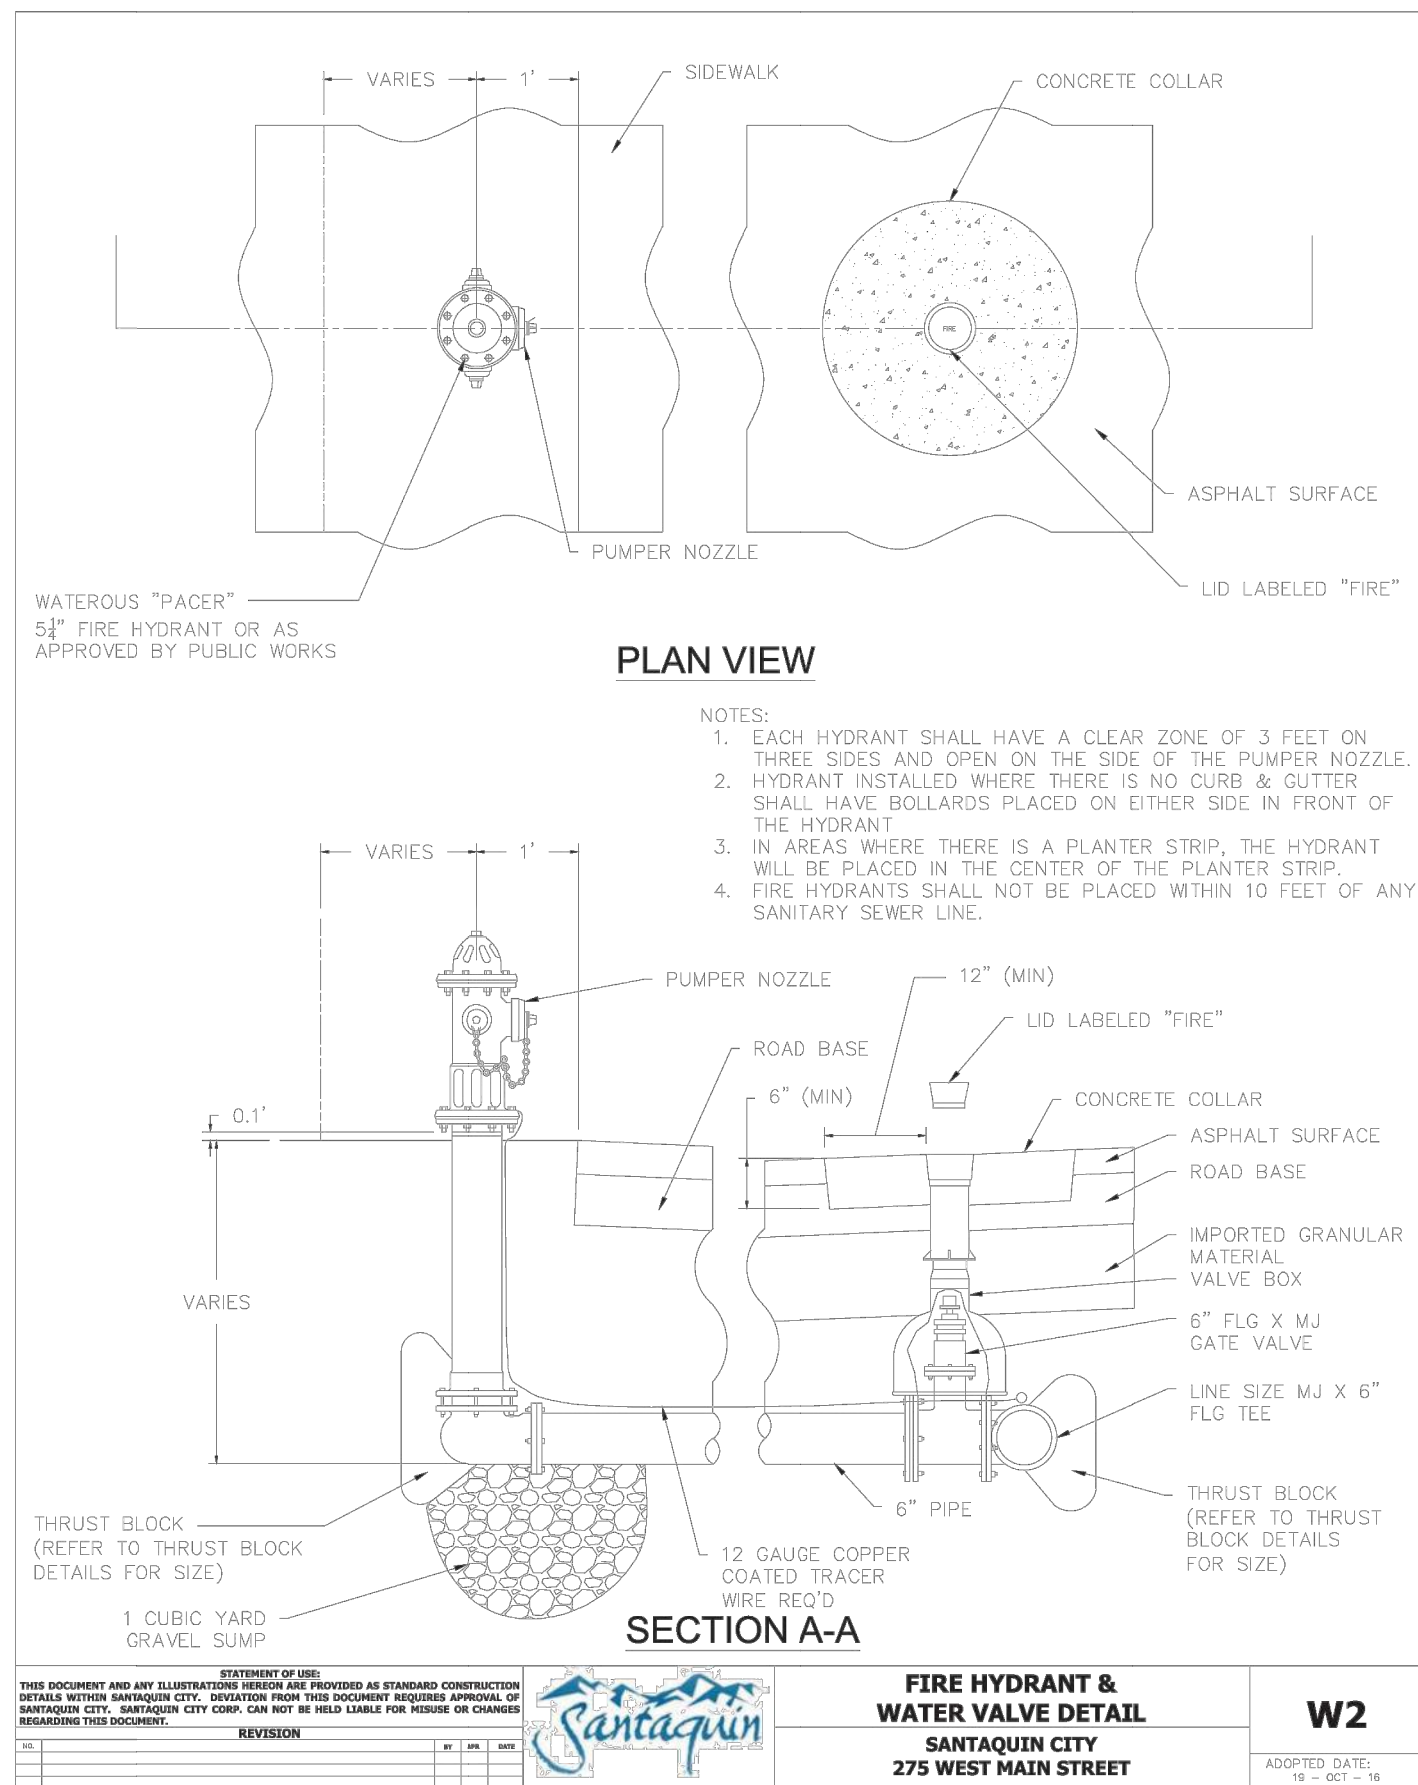 VARIES
1'
SIDEWALK
CONCRETE COLLAR
FIRE
ASPHALT SURFACE
PUMPER NOZZLE
LID LABELED "FIRE"
WATEROUS "PACER"
5¼" FIRE HYDRANT OR AS
APPROVED BY PUBLIC WORKS
PLAN VIEW
NOTES:
1. EACH HYDRANT SHALL HAVE A CLEAR ZONE OF 3 FEET ON
THREE SIDES AND OPEN ON THE SIDE OF THE PUMPER NOZZLE.
2. HYDRANT INSTALLED WHERE THERE IS NO CURB & GUTTER
SHALL HAVE BOLLARDS PLACED ON EITHER SIDE IN FRONT OF
THE HYDRANT
3. IN AREAS WHERE THERE IS A PLANTER STRIP, THE HYDRANT
WILL BE PLACED IN THE CENTER OF THE PLANTER STRIP.
4. FIRE HYDRANTS SHALL NOT BE PLACED WITHIN 10 FEET OF ANY
SANITARY SEWER LINE.
VARIES
1'
PUMPER NOZZLE
12" (MIN)
LID LABELED "FIRE"
ROAD BASE
6" (MIN)
CONCRETE COLLAR
0.1'
ASPHALT SURFACE
ROAD BASE
IMPORTED GRANULAR
MATERIAL
VALVE BOX
VARIES
6" FLG X MJ
GATE VALVE
LINE SIZE MJ X 6"
FLG TEE
6" PIPE
THRUST BLOCK
(REFER TO THRUST
BLOCK DETAILS
FOR SIZE)
THRUST BLOCK
(REFER TO THRUST BLOCK
DETAILS FOR SIZE)
12 GAUGE COPPER
COATED TRACER
WIRE REQ'D
1 CUBIC YARD
GRAVEL SUMP
SECTION A-A
STATEMENT OF USE:
THIS DOCUMENT AND ANY ILLUSTRATIONS HEREON ARE PROVIDED AS STANDARD CONSTRUCTION
DETAILS WITHIN SANTAQUIN CITY. DEVIATION FROM THIS DOCUMENT REQUIRES APPROVAL OF
SANTAQUIN CITY. SANTAQUIN CITY CORP. CAN NOT BE HELD LIABLE FOR MISUSE OR CHANGES
REGARDING THIS DOCUMENT.
REVISION
NO. BY APR. DATE
Santaquin
FIRE HYDRANT &
WATER VALVE DETAIL
SANTAQUIN CITY
275 WEST MAIN STREET
W2
ADOPTED DATE:
19 - OCT - 16